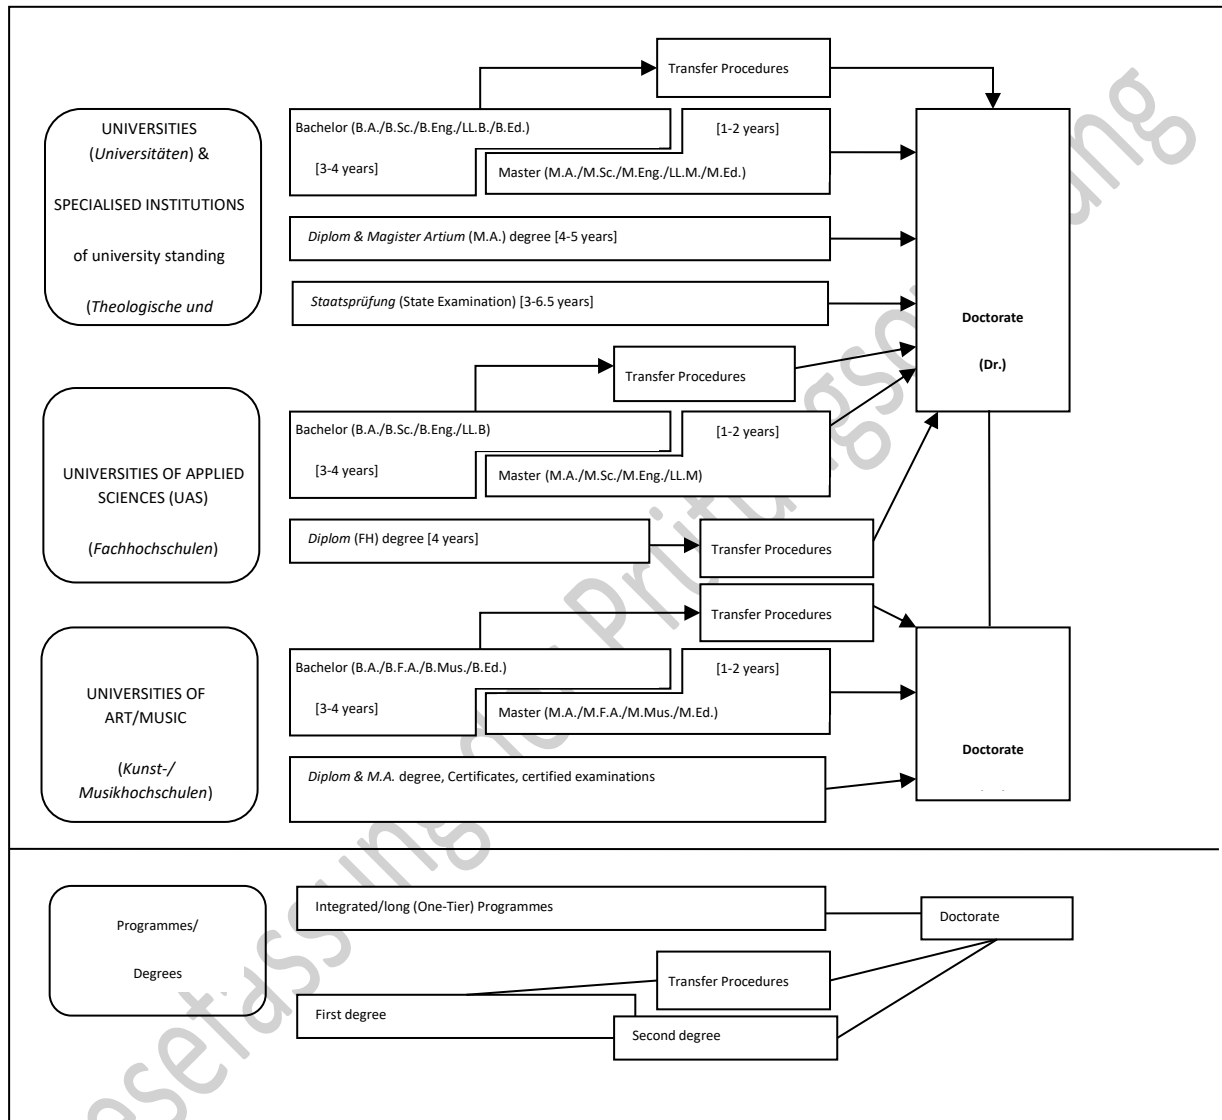 Transfer Procedures
UNIVERSITIES
(Universitäten) &
SPECIALISED INSTITUTIONS
of university standing
(Theologische und
Bachelor (B.A./B.Sc./B.Eng./LL.B./B.Ed.)
[3-4 years]
[1-2 years]
Master (M.A./M.Sc./M.Eng./LL.M./M.Ed.)
Diplom & Magister Artium (M.A.) degree [4-5 years]
Staatsprüfung (State Examination) [3-6.5 years]
Doctorate
(Dr.)
Transfer Procedures
UNIVERSITIES OF APPLIED
SCIENCES (UAS)
(Fachhochschulen)
Bachelor (B.A./B.Sc./B.Eng./LL.B)
[3-4 years]
[1-2 years]
Master (M.A./M.Sc./M.Eng./LL.M)
Diplom (FH) degree [4 years]
Transfer Procedures
Transfer Procedures
UNIVERSITIES OF
ART/MUSIC
(Kunst-/
Musikhochschulen)
Bachelor (B.A./B.F.A./B.Mus./B.Ed.)
[3-4 years]
[1-2 years]
Master (M.A./M.F.A./M.Mus./M.Ed.)
Diplom & M.A. degree, Certificates, certified examinations
Doctorate
Programmes/
Degrees
Integrated/long (One-Tier) Programmes
Doctorate
Transfer Procedures
First degree
Second degree